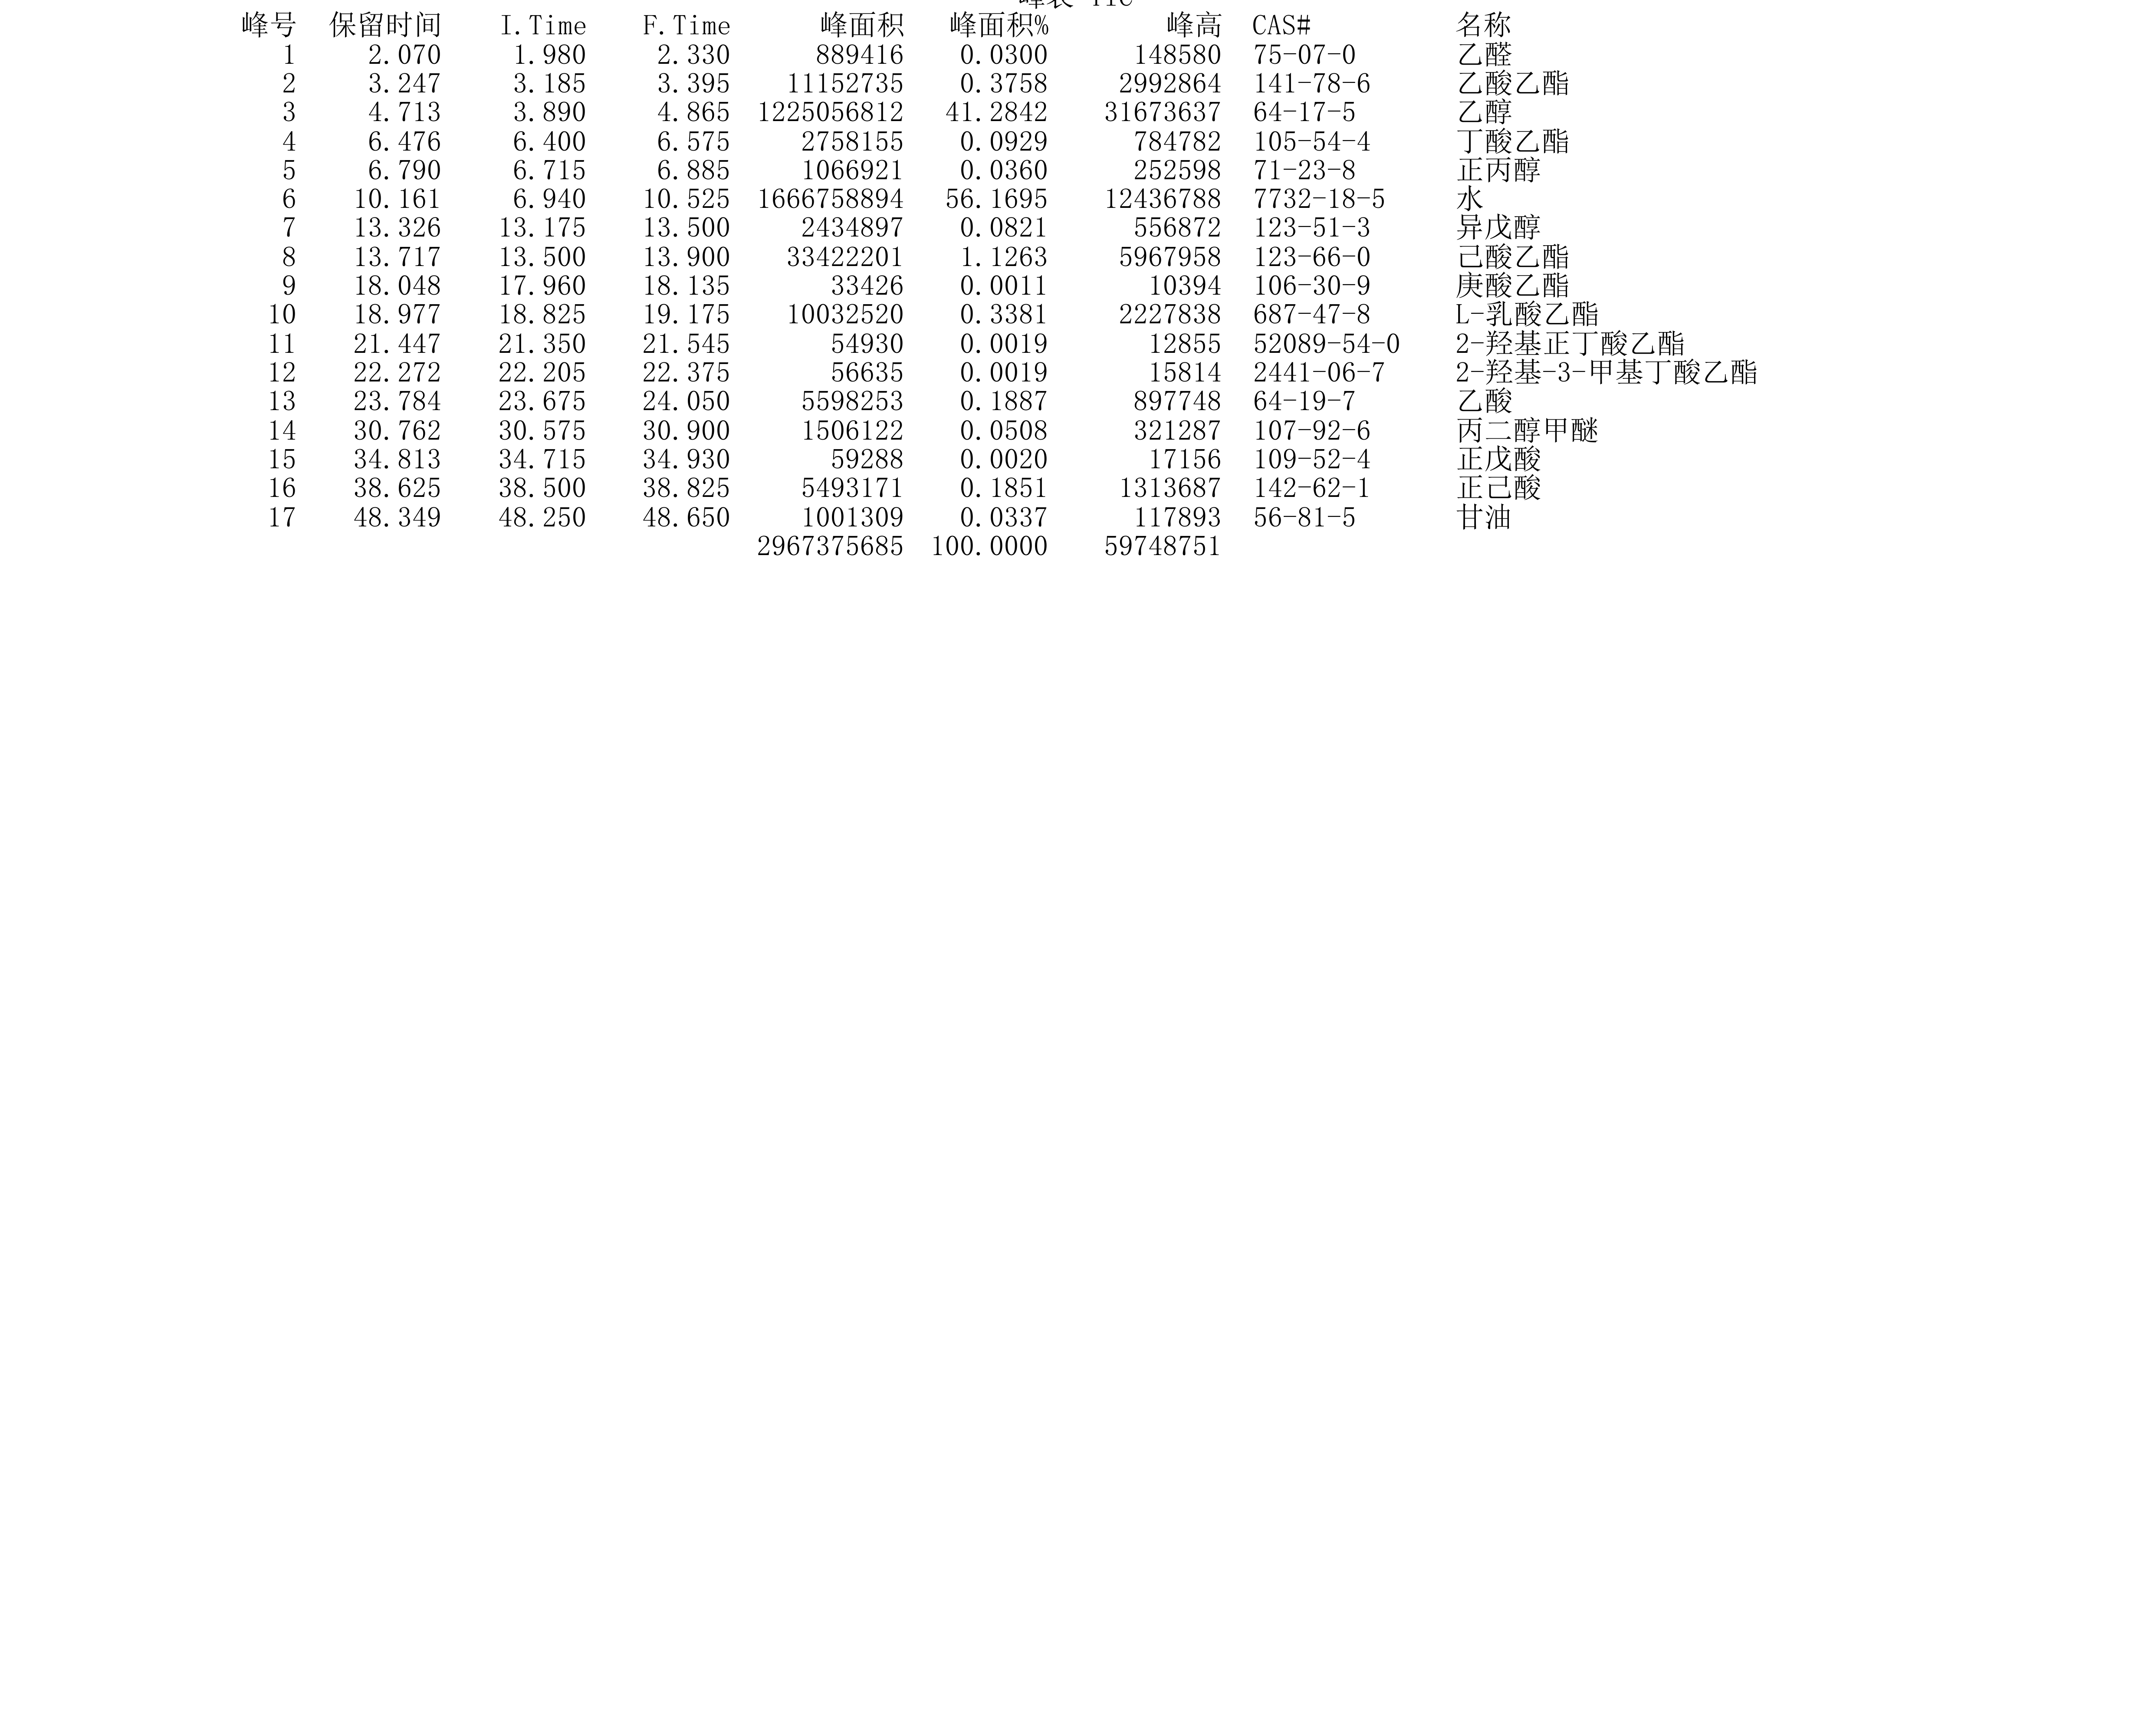 峰表 TIC
峰号 保留时间 I.Time F.Time 峰面积 峰面积% 峰高 CAS# 名称
1 2.070 1.980 2.330 889416 0.0300 148580 75-07-0 乙醛
2 3.247 3.185 3.395 11152735 0.3758 2992864 141-78-6 乙酸乙酯
3 4.713 3.890 4.865 1225056812 41.2842 31673637 64-17-5 乙醇
4 6.476 6.400 6.575 2758155 0.0929 784782 105-54-4 丁酸乙酯
5 6.790 6.715 6.885 1066921 0.0360 252598 71-23-8 正丙醇
6 10.161 6.940 10.525 1666758894 56.1695 12436788 7732-18-5 水
7 13.326 13.175 13.500 2434897 0.0821 556872 123-51-3 异戊醇
8 13.717 13.500 13.900 33422201 1.1263 5967958 123-66-0 己酸乙酯
9 18.048 17.960 18.135 33426 0.0011 10394 106-30-9 庚酸乙酯
10 18.977 18.825 19.175 10032520 0.3381 2227838 687-47-8 L-乳酸乙酯
11 21.447 21.350 21.545 54930 0.0019 12855 52089-54-0 2-羟基正丁酸乙酯
12 22.272 22.205 22.375 56635 0.0019 15814 2441-06-7 2-羟基-3-甲基丁酸乙酯
13 23.784 23.675 24.050 5598253 0.1887 897748 64-19-7 乙酸
14 30.762 30.575 30.900 1506122 0.0508 321287 107-92-6 丙二醇甲醚
15 34.813 34.715 34.930 59288 0.0020 17156 109-52-4 正戊酸
16 38.625 38.500 38.825 5493171 0.1851 1313687 142-62-1 正己酸
17 48.349 48.250 48.650 1001309 0.0337 117893 56-81-5 甘油
2967375685 100.0000 59748751